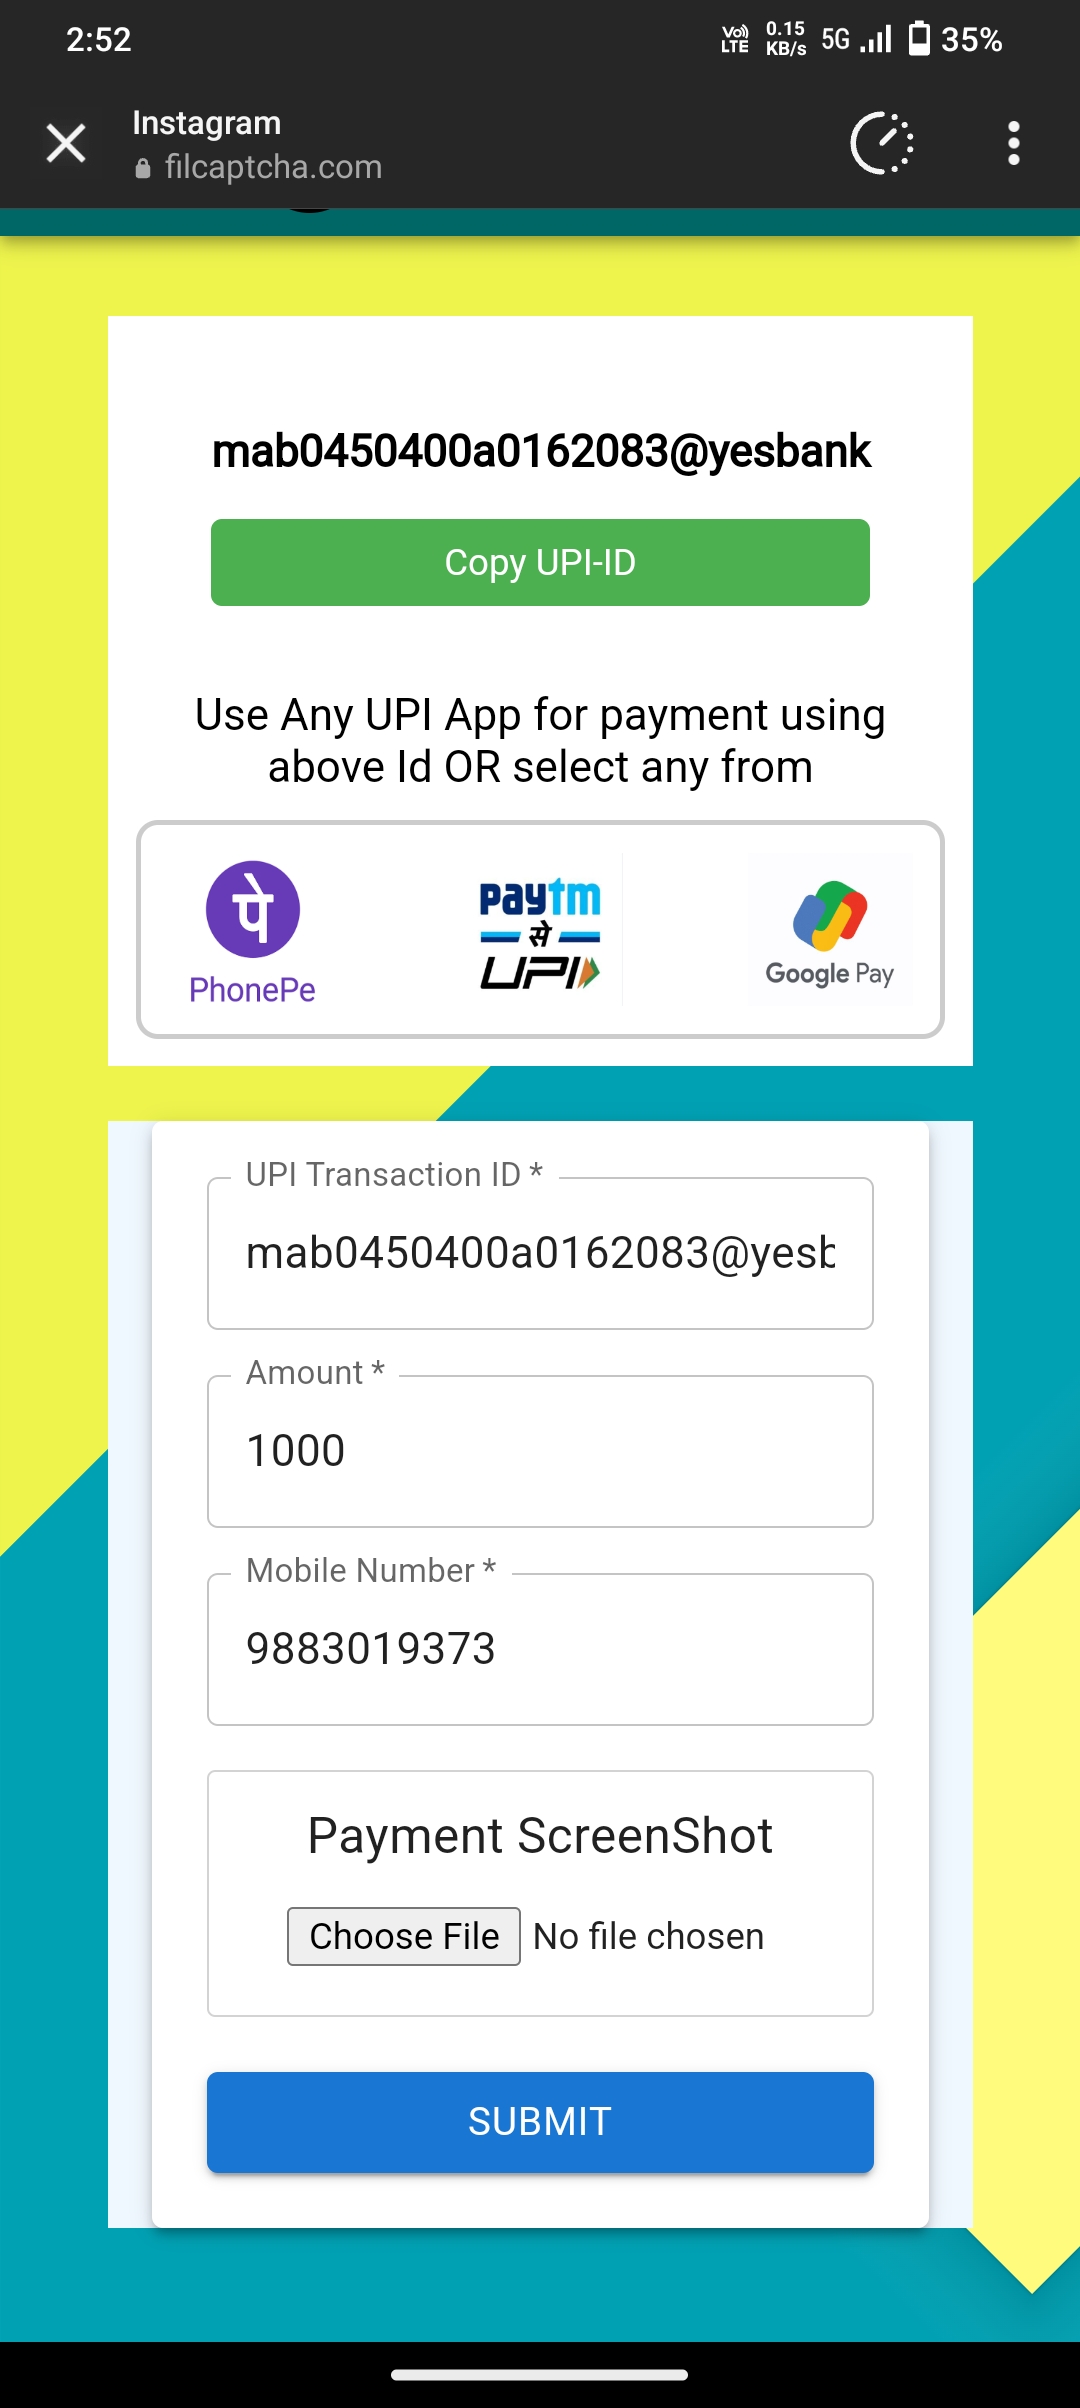 2:52
Vo)) LTE 0.15 KB/s 5G 35%
Instagram
filcaptcha.com
mab0450400a0162083@yesbank
Copy UPI-ID
Use Any UPI App for payment using
above Id OR select any from
पे
PhonePe
paytm
से
UPI
Google Pay
UPI Transaction ID *
mab0450400a0162083@yesb
Amount *
1000
Mobile Number *
9883019373
Payment ScreenShot
Choose File No file chosen
SUBMIT